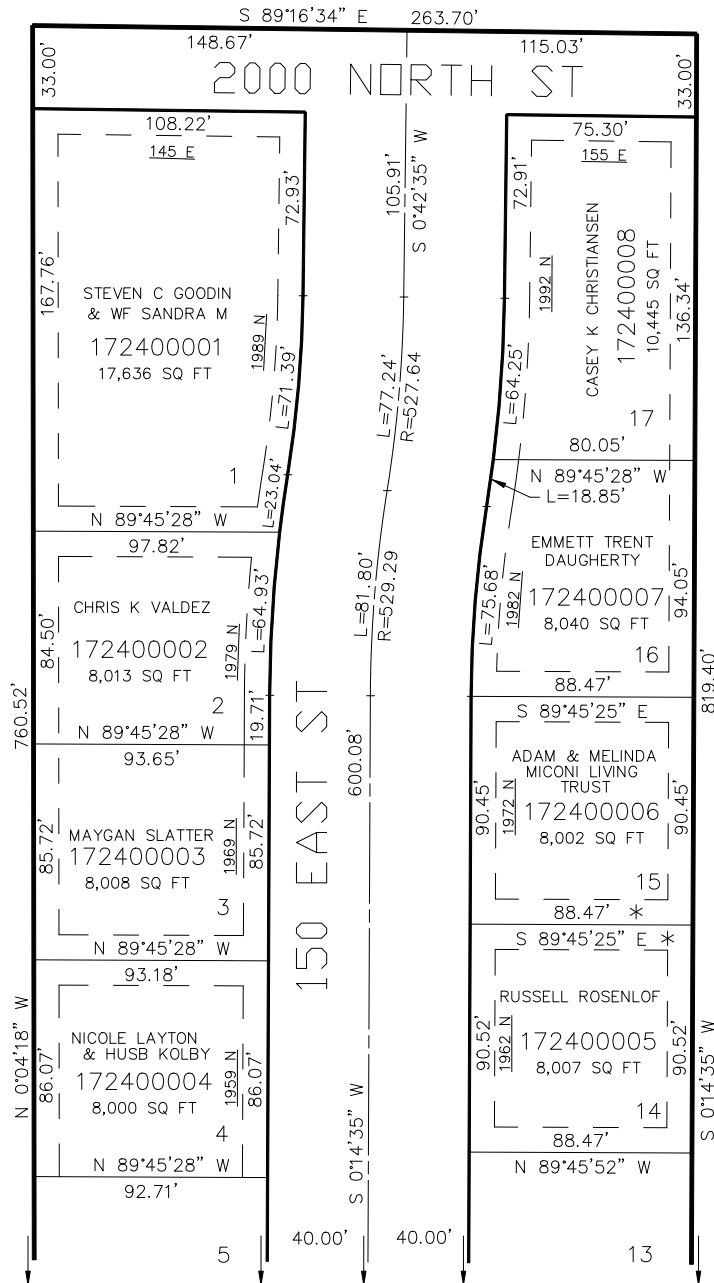 S 89°16'34" E 263.70'
148.67' 115.03'
33.00'
33.00'
2000 NORTH ST
108.22'
145 E
72.93'
167.76'
STEVEN C GOODIN
& WF SANDRA M
172400001
17,636 SQ FT
1989 N
L=71.39'
L=23.04'
1
N 89°45'28" W
97.82'
CHRIS K VALDEZ
172400002
8,013 SQ FT
84.50'
1979 N
L=64.93'
19.71'
2
N 89°45'28" W
93.65'
760.52'
MAYGAN SLATTER
172400003
8,008 SQ FT
85.72'
1969 N
85.72'
3
N 89°45'28" W
93.18'
NICOLE LAYTON
& HUSB KOLBY
172400004
8,000 SQ FT
N 0°04'18" W
86.07'
1959 N
86.07'
4
N 89°45'28" W
92.71'
5
105.91'
S 0°42'35" W
L=77.24'
R=527.64
L=81.80'
R=529.29
600.08'
150 EAST ST
S 0°14'35" W
40.00' 40.00'
75.30'
155 E
72.91'
1992 N
CASEY K CHRISTIANSEN
172400008
10,445 SQ FT
136.34'
L=64.25'
17
80.05'
N 89°45'28" W
L=18.85'
EMMETT TRENT
DAUGHERTY
172400007
8,040 SQ FT
94.05'
L=75.68'
1982 N
16
88.47'
S 89°45'25" E
819.40'
ADAM & MELINDA
MICONI LIVING
TRUST
172400006
8,002 SQ FT
90.45'
1972 N
90.45'
15
88.47' *
S 89°45'25" E *
RUSSELL ROSENLOF
172400005
8,007 SQ FT
90.52'
1962 N
90.52'
14
88.47'
N 89°45'52" W
S 0°14'35" W
13